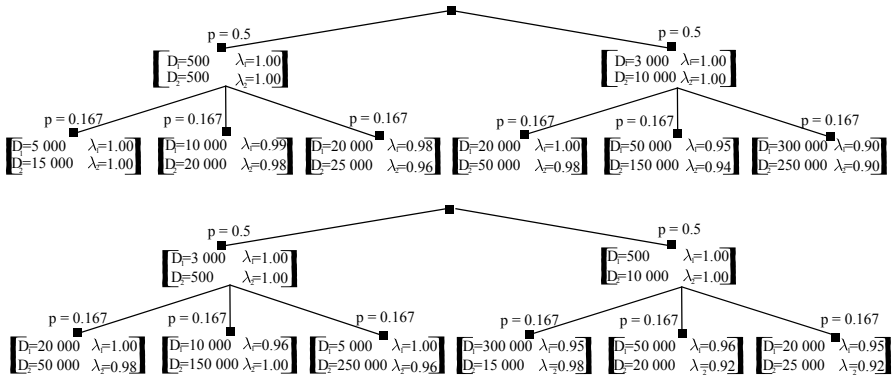 p = 0.5 p = 0.5
D₁=500 λ₁=1.00 D₁=3 000 λ₁=1.00
D₂=500 λ₂=1.00 D₂=10 000 λ₂=1.00
p = 0.167 p = 0.167 p = 0.167 p = 0.167 p = 0.167 p = 0.167
D₁=5 000 λ₁=1.00 D₁=10 000 λ₁=0.99 D₁=20 000 λ₁=0.98 D₁=20 000 λ₁=1.00 D₁=50 000 λ₁=0.95 D₁=300 000 λ₁=0.90
D₂=15 000 λ₂=1.00 D₂=20 000 λ₂=0.98 D₂=25 000 λ₂=0.96 D₂=50 000 λ₂=0.98 D₂=150 000 λ₂=0.94 D₂=250 000 λ₂=0.90
p = 0.5 p = 0.5
D₁=3 000 λ₁=1.00 D₁=500 λ₁=1.00
D₂=500 λ₂=1.00 D₂=10 000 λ₂=1.00
p = 0.167 p = 0.167 p = 0.167 p = 0.167 p = 0.167 p = 0.167
D₁=20 000 λ₁=1.00 D₁=10 000 λ₁=0.96 D₁=5 000 λ₁=1.00 D₁=300 000 λ₁=0.95 D₁=50 000 λ₁=0.96 D₁=20 000 λ₁=0.95
D₂=50 000 λ₂=0.98 D₂=150 000 λ₂=1.00 D₂=250 000 λ₂=0.96 D₂=15 000 λ₂=0.98 D₂=20 000 λ₂=0.92 D₂=25 000 λ₂=0.92